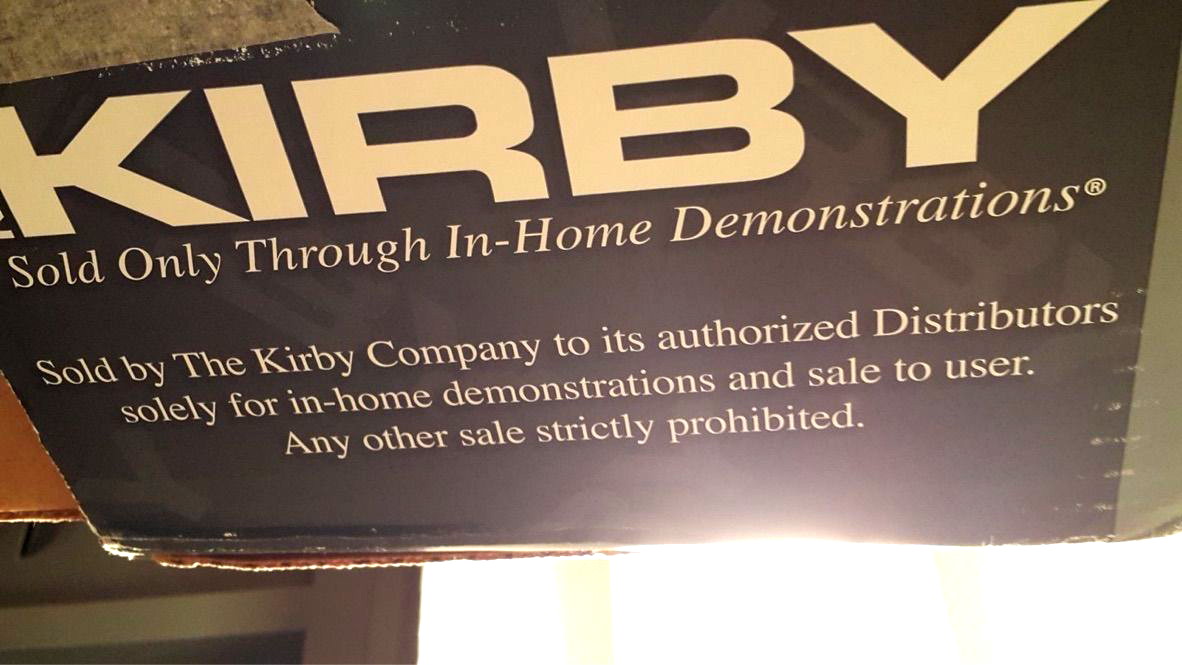 KIRBY
Sold Only Through In-Home Demonstrations®
Sold by The Kirby Company to its authorized Distributors
solely for in-home demonstrations and sale to user.
Any other sale strictly prohibited.